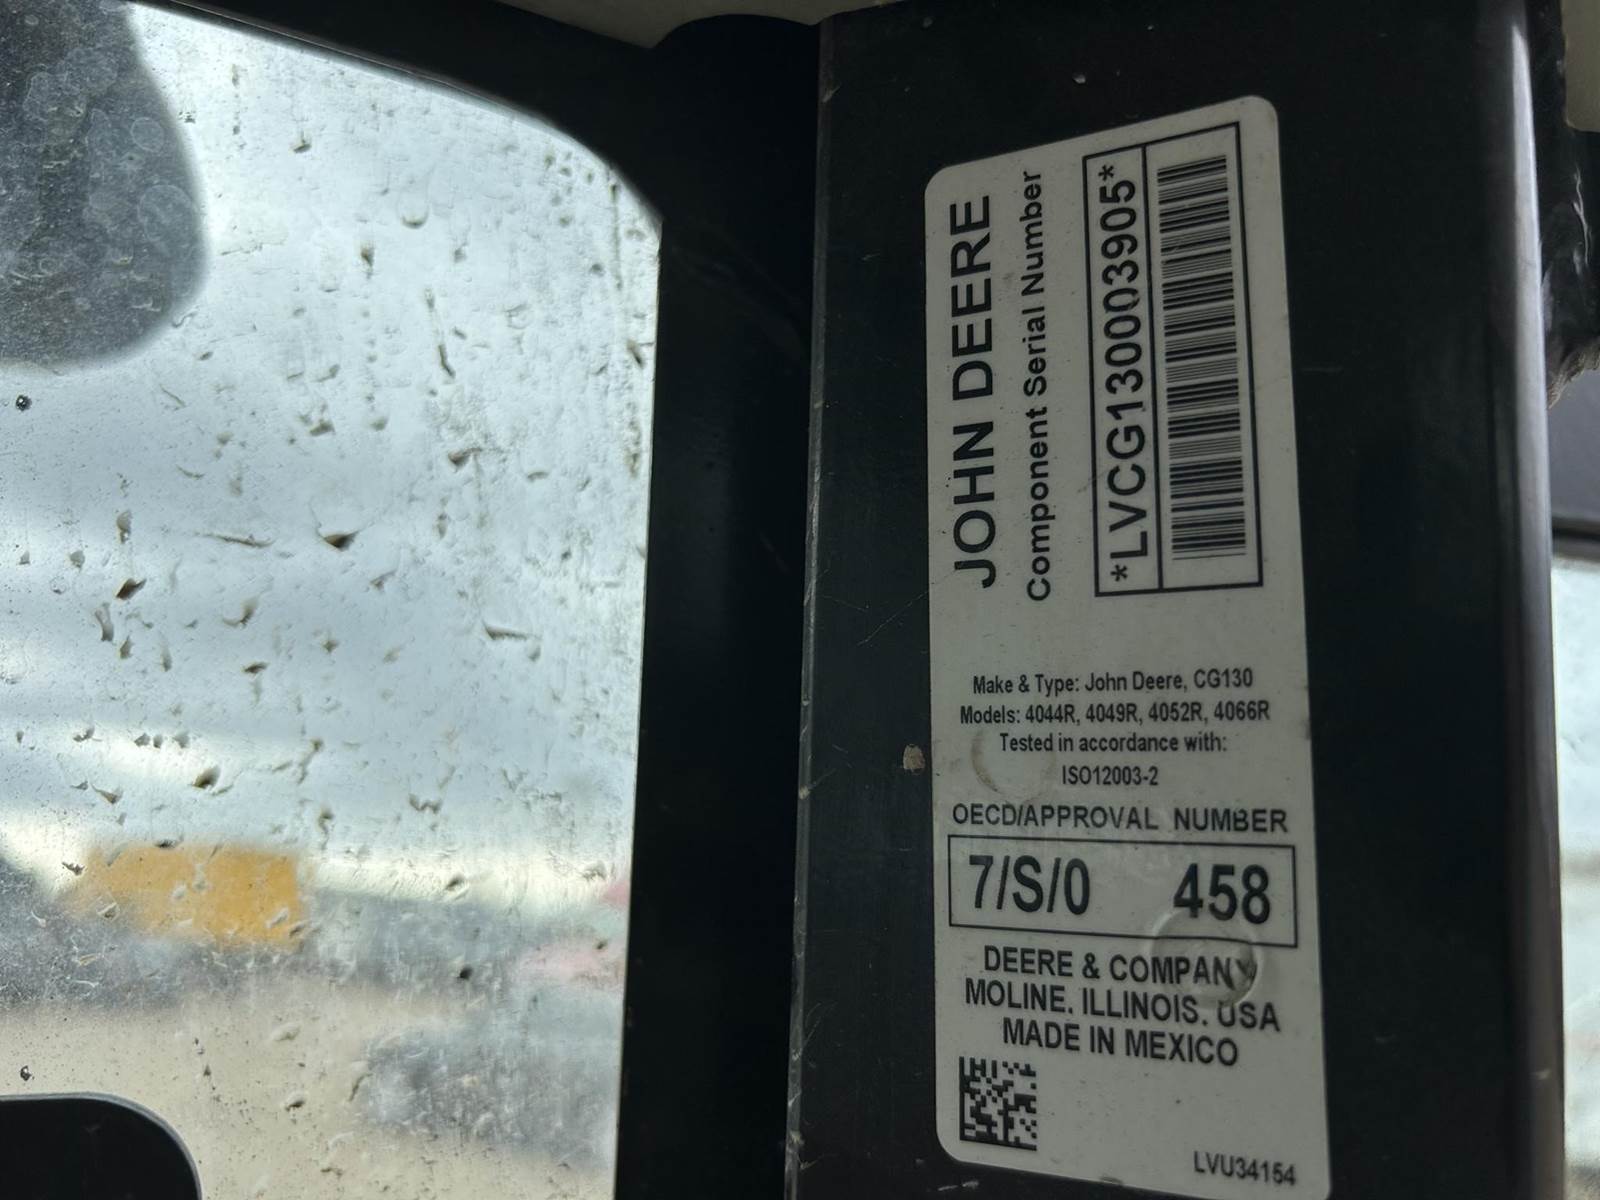 JOHN DEERE
Component Serial Number
*LVCG130003905*
Make & Type: John Deere, CG130
Models: 4044R, 4049R, 4052R, 4066R
Tested in accordance with:
ISO12003-2
OECD/APPROVAL NUMBER
7/S/0 458
DEERE & COMPANY
MOLINE, ILLINOIS, USA
MADE IN MEXICO
LVU34154